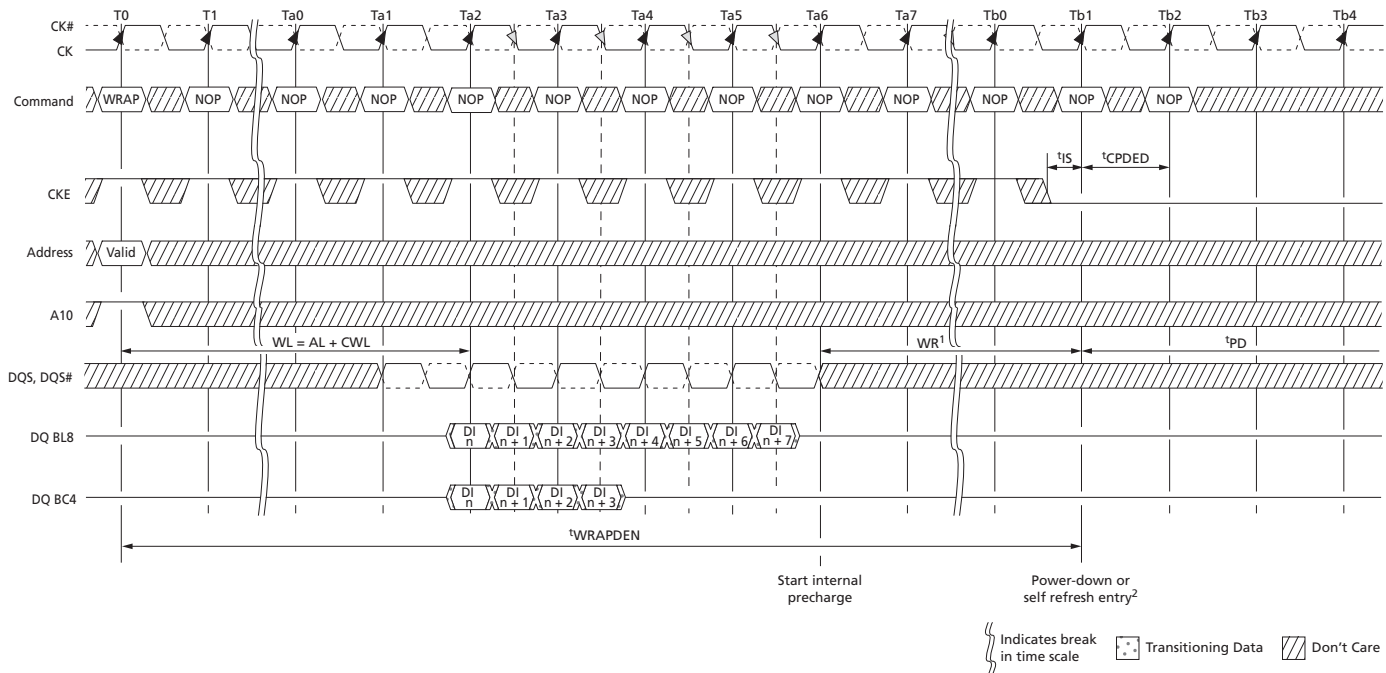 T0 T1 Ta0 Ta1 Ta2 Ta3 Ta4 Ta5 Ta6 Ta7 Tb0 Tb1 Tb2 Tb3 Tb4
CK#
CK
Command WRAP NOP NOP NOP NOP NOP NOP NOP NOP NOP NOP NOP NOP
tIS tCPDED
CKE
Address Valid
A10
WL = AL + CWL WR1 tPD
DQS, DQS#
DQ BL8 DI n DI n + 1 DI n + 2 DI n + 3 DI n + 4 DI n + 5 DI n + 6 DI n + 7
DQ BC4 DI n DI n + 1 DI n + 2 DI n + 3
tWRAPDEN
Start internal
precharge
Power-down or
self refresh entry2
Indicates break
in time scale
Transitioning Data
Don't Care